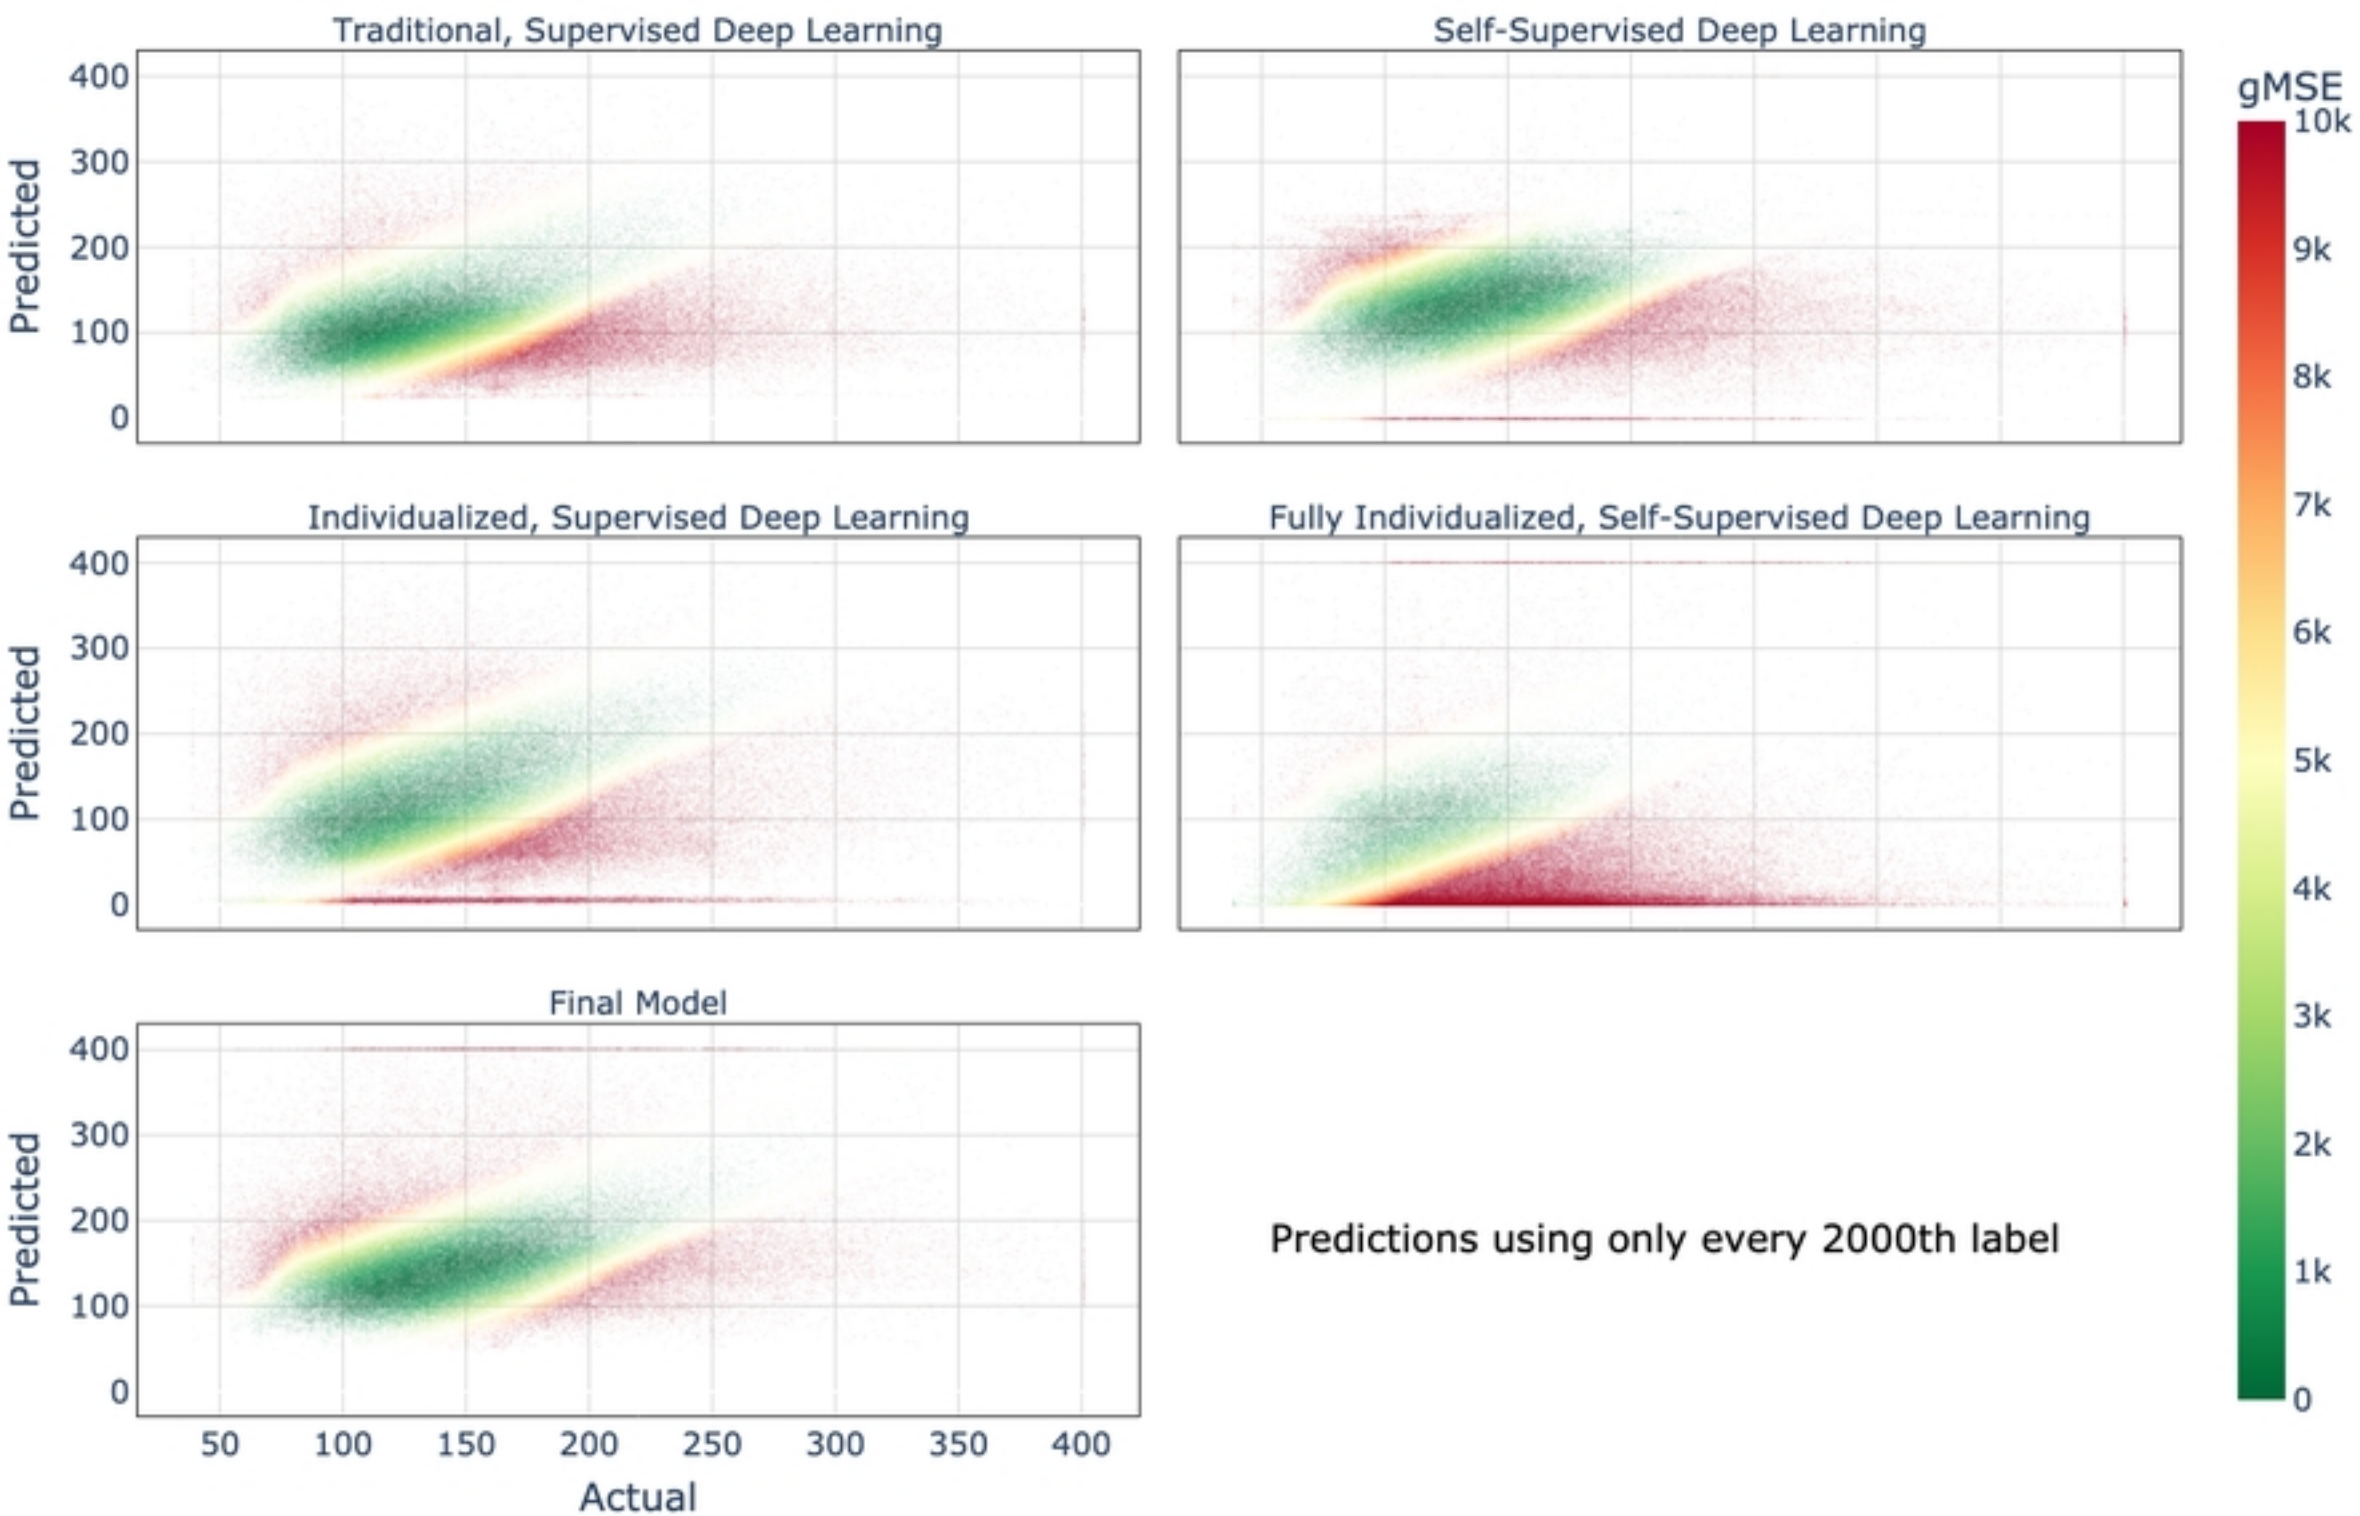 Traditional, Supervised Deep Learning
Self-Supervised Deep Learning
gMSE
400
300
200
100
0
Predicted
Individualized, Supervised Deep Learning
Fully Individualized, Self-Supervised Deep Learning
400
300
200
100
0
Predicted
Final Model
400
300
200
100
0
Predicted
50 100 150 200 250 300 350 400
Actual
Predictions using only every 2000th label
10k
9k
8k
7k
6k
5k
4k
3k
2k
1k
0